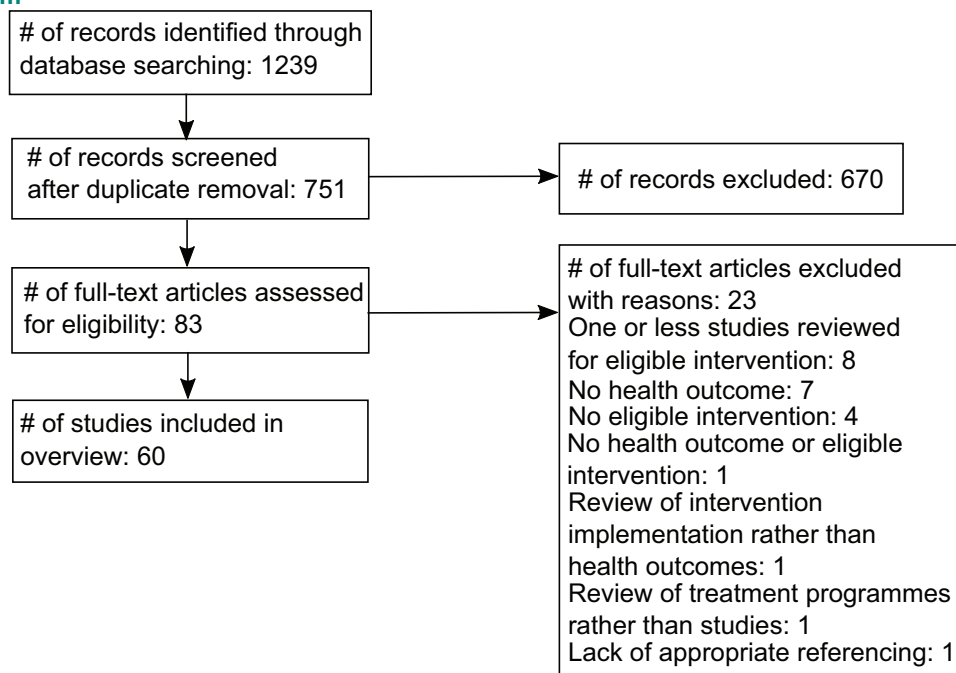 # of records identified through
database searching: 1239
# of records screened
after duplicate removal: 751
# of records excluded: 670
# of full-text articles assessed
for eligibility: 83
# of full-text articles excluded
with reasons: 23
One or less studies reviewed
for eligible intervention: 8
No health outcome: 7
No eligible intervention: 4
No health outcome or eligible
intervention: 1
Review of intervention
implementation rather than
health outcomes: 1
Review of treatment programmes
rather than studies: 1
Lack of appropriate referencing: 1
# of studies included in
overview: 60